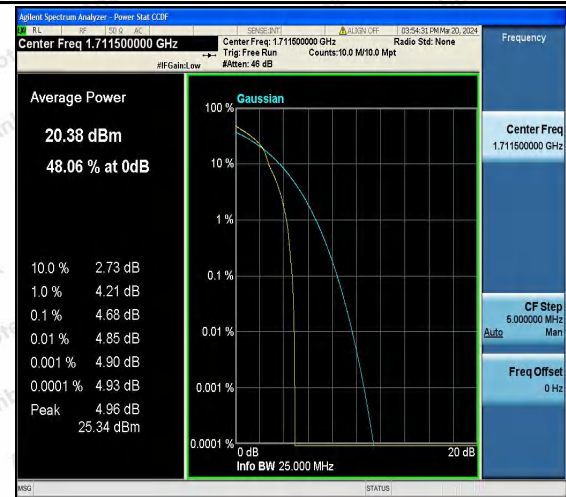 Agilent Spectrum Analyzer - Power Stat CCDF
RL RF 50 Ω AC SENSE:INT ALIGN OFF 03:54:31 PM Mar 20, 2024
Center Freq 1.711500000 GHz
Center Freq: 1.711500000 GHz Radio Std: None
Trig: Free Run Counts:10.0 M/10.0 Mpt
#IFGain:Low #Atten: 46 dB
Frequency
Average Power
20.38 dBm
48.06 % at 0dB
10.0 % 2.73 dB
1.0 % 4.21 dB
0.1 % 4.68 dB
0.01 % 4.85 dB
0.001 % 4.90 dB
0.0001 % 4.93 dB
Peak 4.96 dB
25.34 dBm
Gaussian
100 %
10 %
1 %
0.1 %
0.01 %
0.001 %
0.0001 %
0 dB 20 dB
Info BW 25.000 MHz
Center Freq
1.711500000 GHz
CF Step
5.000000 MHz
Auto Man
Freq Offset
0 Hz
MSG STATUS